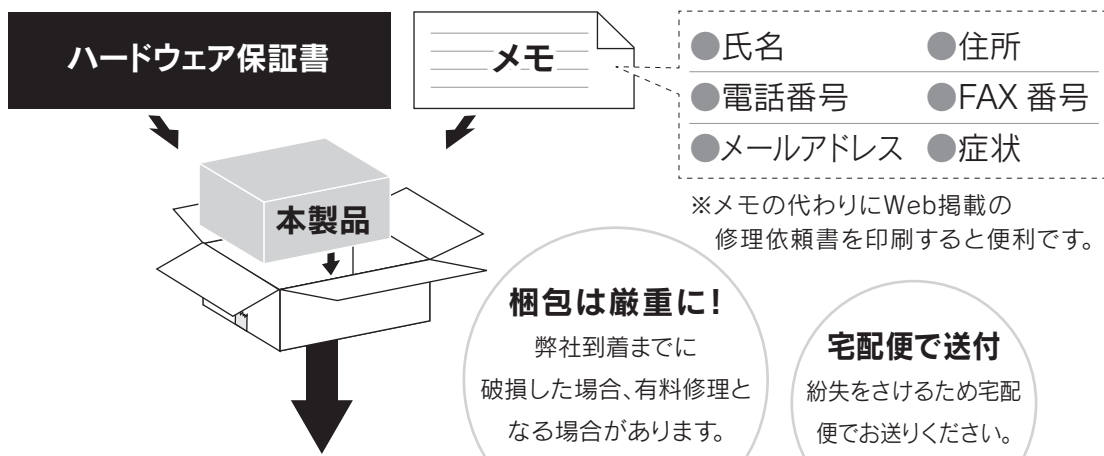 ハードウェア保証書
メモ
●氏名 ●住所
●電話番号 ●FAX 番号
●メールアドレス ●症状
※メモの代わりにWeb掲載の
修理依頼書を印刷すると便利です。
本製品
梱包は厳重に!
弊社到着までに
破損した場合、有料修理と
なる場合があります。
宅配便で送付
紛失をさけるため宅配
便でお送りください。